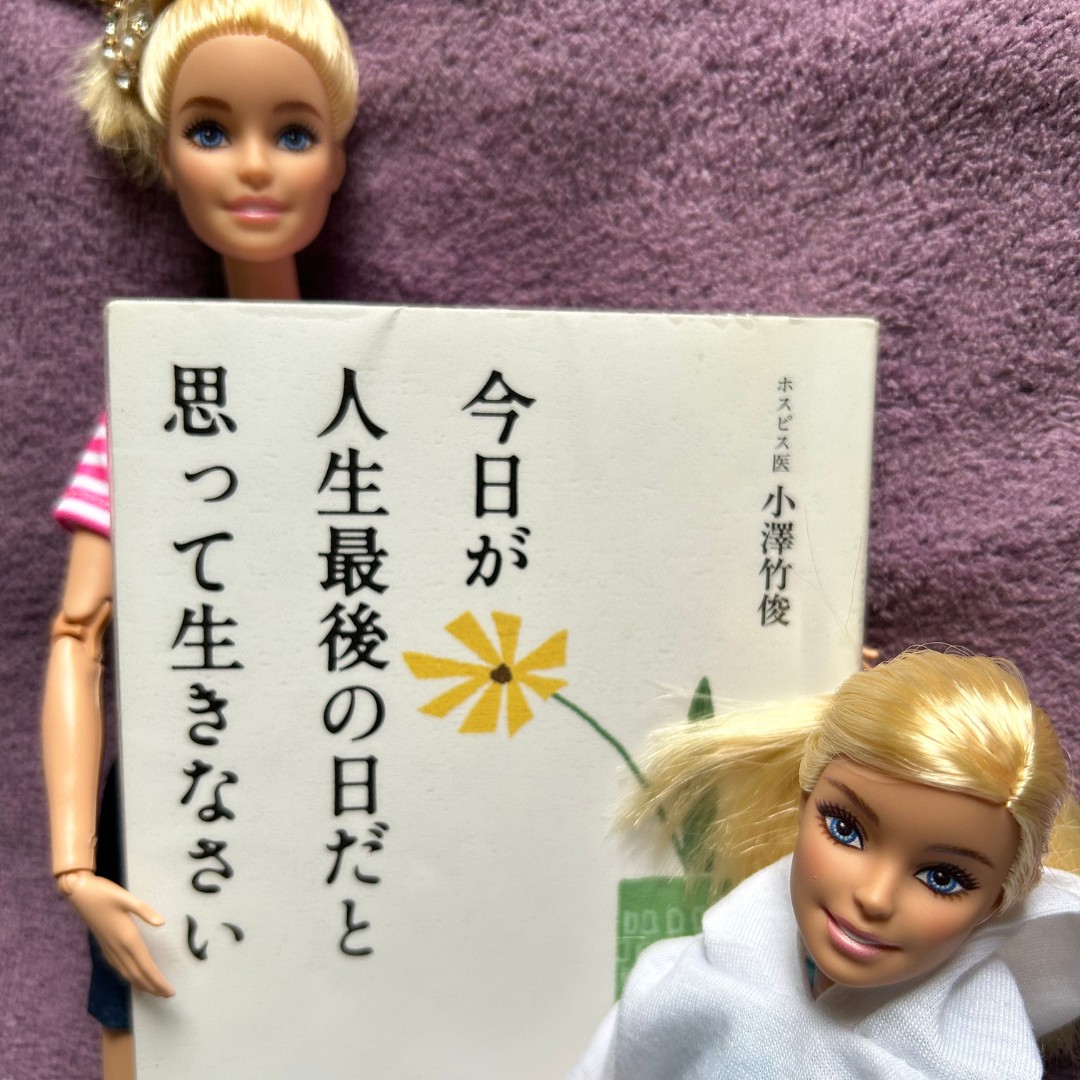 ホスピス医 小澤竹俊
今日が
人生最後の日だと
思って生きなさい